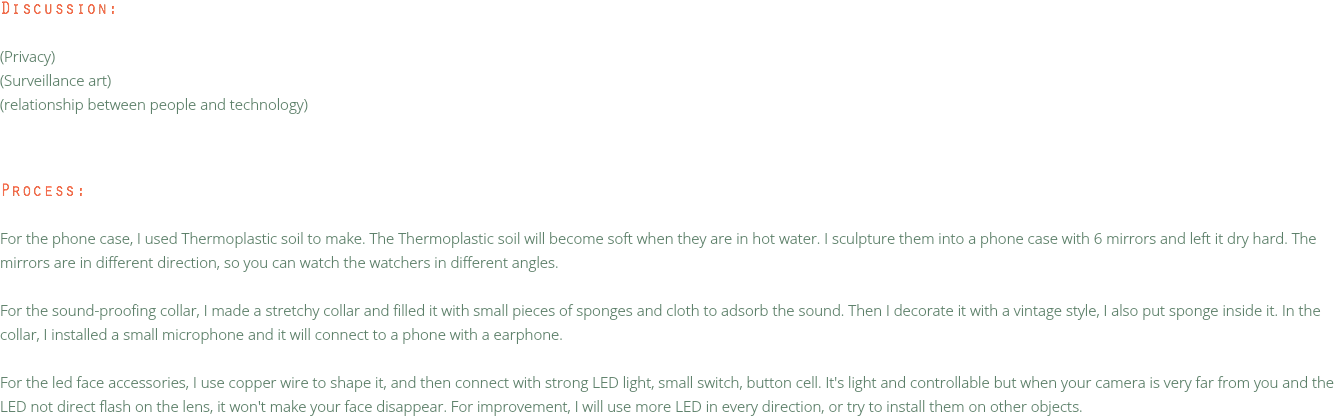 Discussion:
(Privacy)
(Surveillance art)
(relationship between people and technology)
Process:
For the phone case, I used Thermoplastic soil to make. The Thermoplastic soil will become soft when they are in hot water. I sculpture them into a phone case with 6 mirrors and left it dry hard. The
mirrors are in different direction, so you can watch the watchers in different angles.
For the sound-proofing collar, I made a stretchy collar and filled it with small pieces of sponges and cloth to adsorb the sound. Then I decorate it with a vintage style, I also put sponge inside it. In the
collar, I installed a small microphone and it will connect to a phone with a earphone.
For the led face accessories, I use copper wire to shape it, and then connect with strong LED light, small switch, button cell. It's light and controllable but when your camera is very far from you and the
LED not direct flash on the lens, it won't make your face disappear. For improvement, I will use more LED in every direction, or try to install them on other objects.